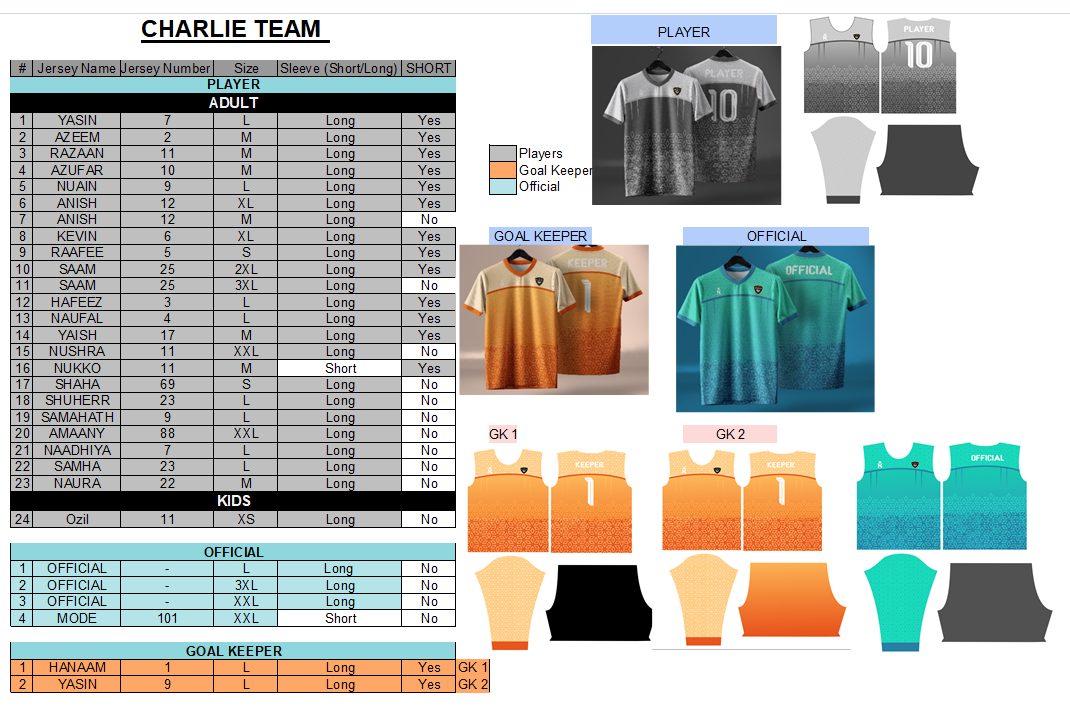 CHARLIE TEAM
# Jersey Name Jersey Number Size Sleeve (Short/Long) SHORT
PLAYER
ADULT
1 YASIN 7 L Long Yes
2 AZEEM 2 M Long Yes
3 RAZAAN 11 M Long Yes
4 AZUFAR 10 M Long Yes
5 NUAIN 9 L Long Yes
6 ANISH 12 XL Long Yes
7 ANISH 12 M Long No
8 KEVIN 6 XL Long Yes
9 RAAFEE 5 S Long Yes
10 SAAM 25 2XL Long Yes
11 SAAM 25 3XL Long No
12 HAFEEZ 3 L Long Yes
13 NAUFAL 4 L Long Yes
14 YAISH 17 M Long Yes
15 NUSHRA 11 XXL Long No
16 NUKKO 11 M Short Yes
17 SHAHA 69 S Long No
18 SHUHERR 23 L Long No
19 SAMAHATH 9 L Long No
20 AMAANY 88 XXL Long No
21 NAADHIYA 7 L Long No
22 SAMHA 23 L Long No
23 NAURA 22 M Long No
KIDS
24 Ozil 11 XS Long No
OFFICIAL
1 OFFICIAL - L Long No
2 OFFICIAL - 3XL Long No
3 OFFICIAL - XXL Long No
4 MODE 101 XXL Short No
GOAL KEEPER
1 HANAAM 1 L Long Yes GK 1
2 YASIN 9 L Long Yes GK 2
Players
Goal Keeper
Official
PLAYER
PLAYER
10
PLAYER
10
GOAL KEEPER
KEEPER
1
OFFICIAL
OFFICIAL
GK 1
KEEPER
1
GK 2
KEEPER
1
OFFICIAL